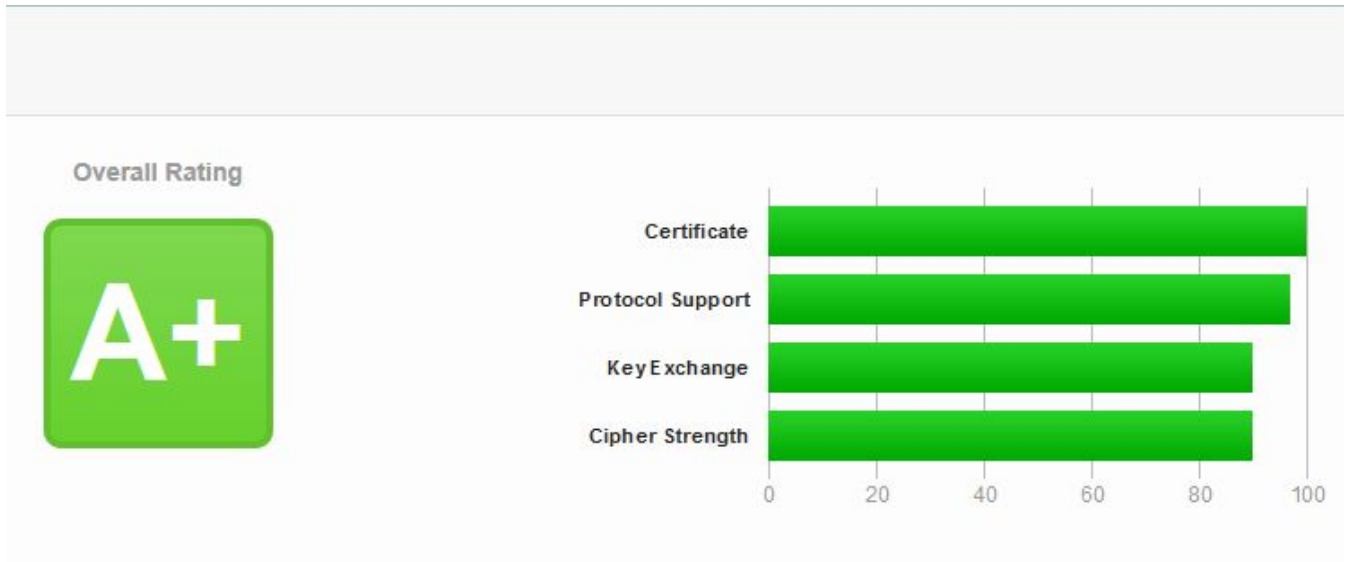 Overall Rating
A+
Certificate
Protocol Support
Key Exchange
Cipher Strength
0 20 40 60 80 100